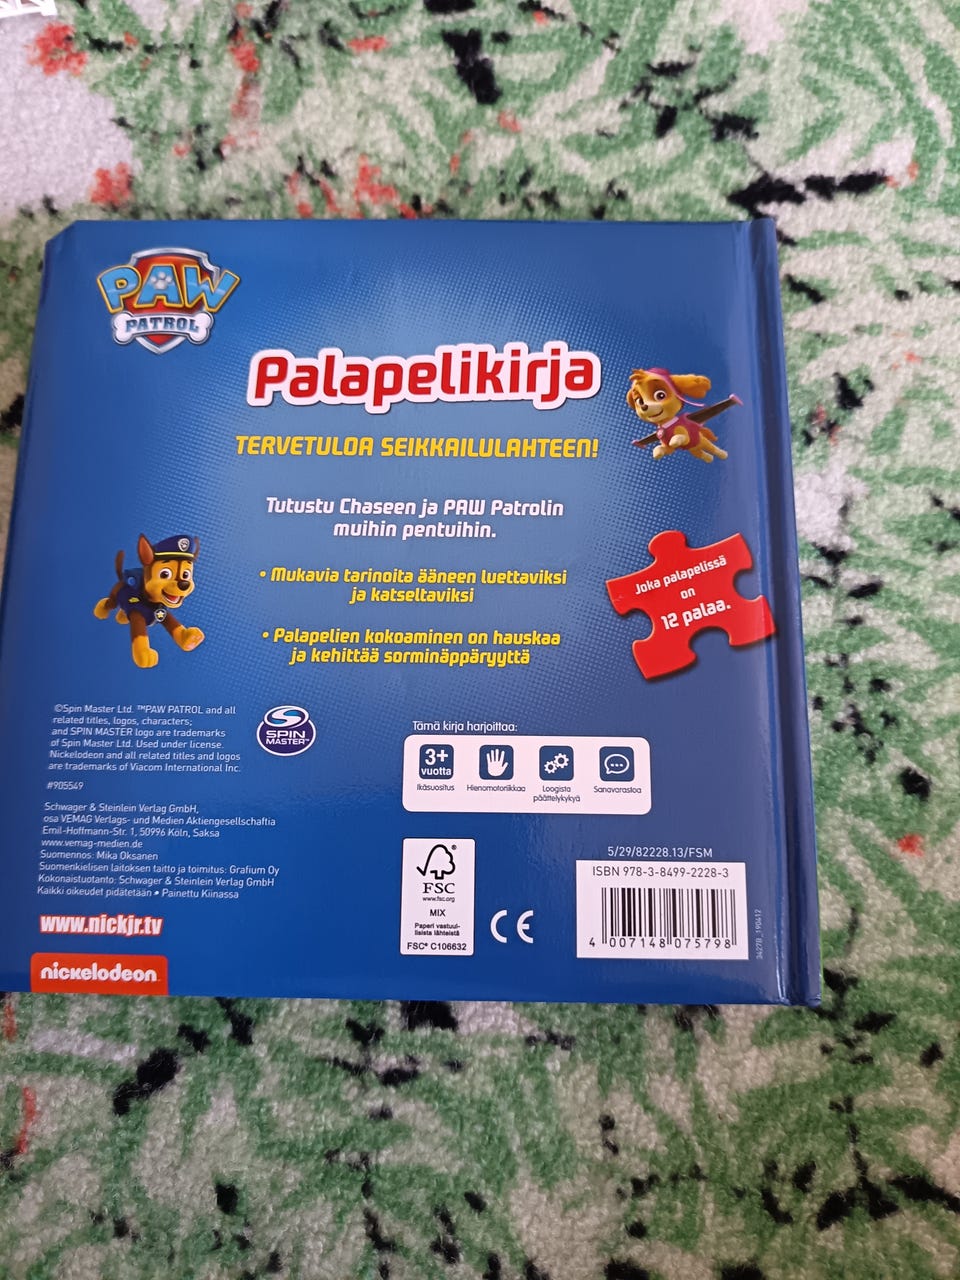 PAW
PATROL
Palapelikirja
TERVETULOA SEIKKAILULAHTEEN!
Tutustu Chaseen ja PAW Patrolin
muihin pentuihin.
• Mukavia tarinoita ääneen luettaviksi
ja katseltaviksi
• Palapelien kokoaminen on hauskaa
ja kehittää sorminäppäryyttä
Joka palapelissä
on
12 palaa.
©Spin Master Ltd. ™PAW PATROL and all
related titles, logos, characters;
and SPIN MASTER logo are trademarks
of Spin Master Ltd. Used under license.
Nickelodeon and all related titles and logos
are trademarks of Viacom International Inc.
#905549
SPIN
MASTER™
Schwager & Steinlein Verlag GmbH,
osa VEMAG Verlags- und Medien Aktiengesellschaftia
Emil-Hoffmann-Str. 1, 50996 Köln, Saksa
www.vemag-medien.de
Suomennos: Mika Oksanen
Suomenkielisen laitoksen taitto ja toimitus: Grafium Oy
Kokonaistuotanto: Schwager & Steinlein Verlag GmbH
Kaikki oikeudet pidätetään • Painettu Kiinassa
www.nickjr.tv
nickelodeon
Tämä kirja harjoittaa:
3+
vuotta
Ikäsuositus
Hienomotoriikkaa
Loogista
päättelykykyä
Sanavarastoa
FSC
www.fsc.org
MIX
Paperi vastuul-
lisista lähteistä
FSC® C106632
CE
5/29/82228.13/FSM
ISBN 978-3-8499-2228-3
4 007148 075798
34278_190412